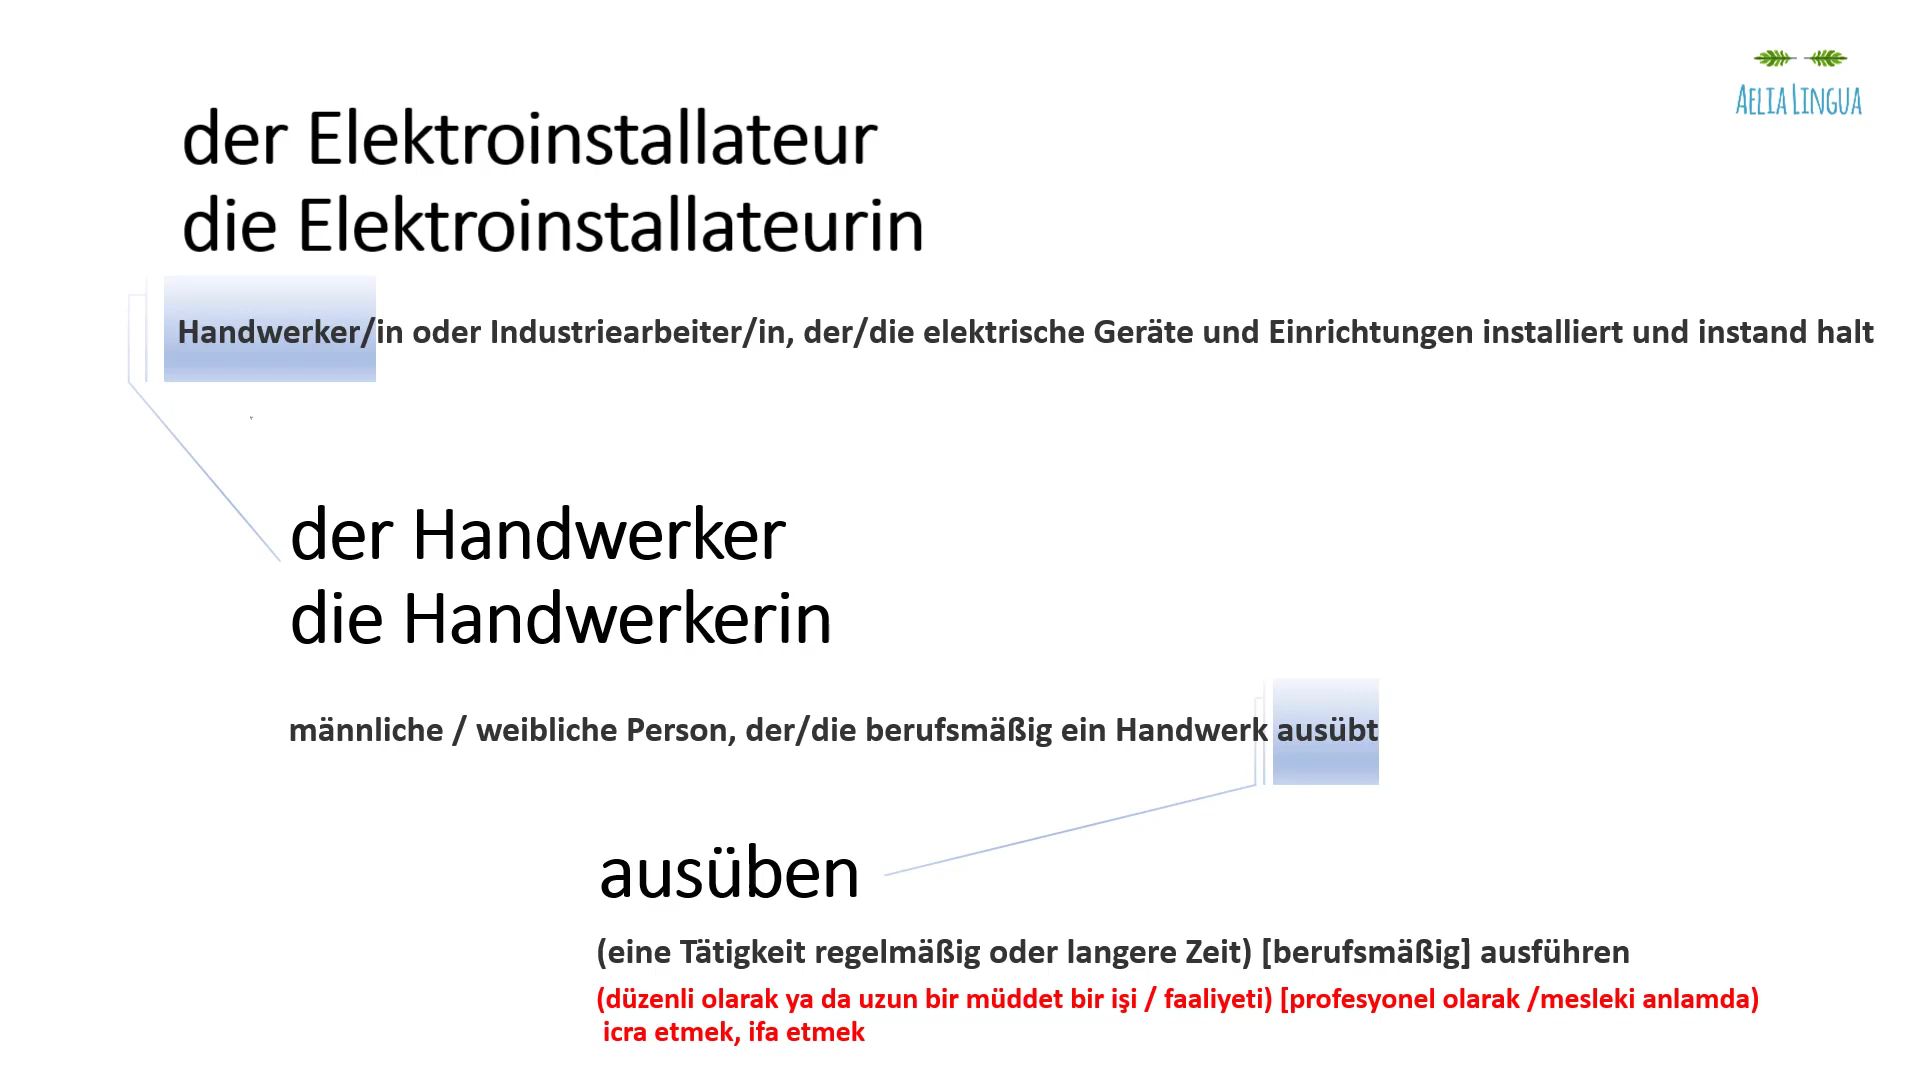 AELIA LINGUA
der Elektroinstallateur
die Elektroinstallateurin
Handwerker/in oder Industriearbeiter/in, der/die elektrische Geräte und Einrichtungen installiert und instand halt
der Handwerker
die Handwerkerin
männliche / weibliche Person, der/die berufsmäßig ein Handwerk ausübt
ausüben
(eine Tätigkeit regelmäßig oder langere Zeit) [berufsmäßig] ausführen
(düzenli olarak ya da uzun bir müddet bir işi / faaliyeti) [profesyonel olarak /mesleki anlamda)
icra etmek, ifa etmek